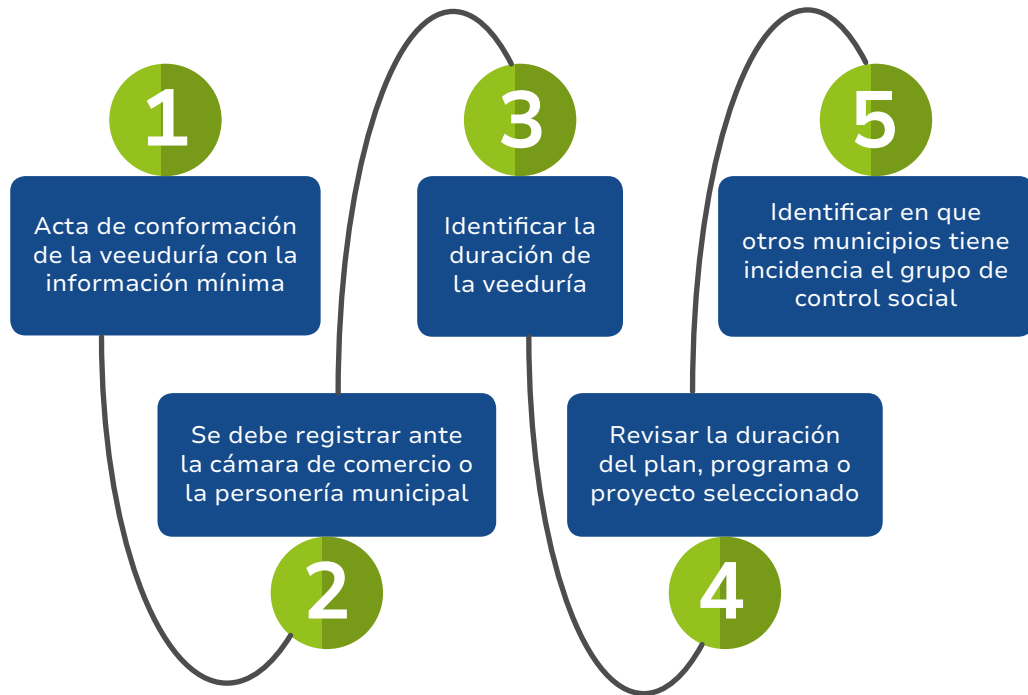 1
Acta de conformación
de la veeuduría con la
información mínima
2
Se debe registrar ante
la cámara de comercio o
la personería municipal
3
Identificar la
duración de
la veeduría
4
Revisar la duración
del plan, programa o
proyecto seleccionado
5
Identificar en que
otros municipios tiene
incidencia el grupo de
control social